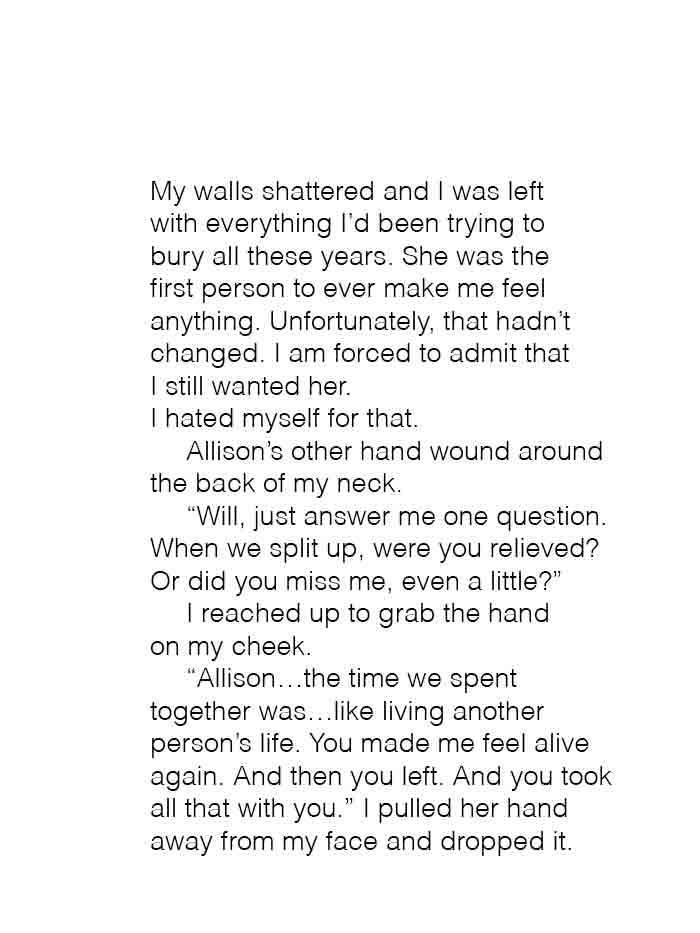 My walls shattered and I was left
with everything I’d been trying to
bury all these years. She was the
first person to ever make me feel
anything. Unfortunately, that hadn’t
changed. I am forced to admit that
I still wanted her.
I hated myself for that.
Allison’s other hand wound around
the back of my neck.
“Will, just answer me one question.
When we split up, were you relieved?
Or did you miss me, even a little?”
I reached up to grab the hand
on my cheek.
“Allison…the time we spent
together was…like living another
person’s life. You made me feel alive
again. And then you left. And you took
all that with you.” I pulled her hand
away from my face and dropped it.